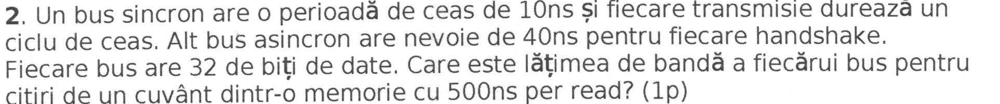 2. Un bus sincron are o perioadă de ceas de 10ns și fiecare transmisie durează un
ciclu de ceas. Alt bus asincron are nevoie de 40ns pentru fiecare handshake.
Fiecare bus are 32 de biți de date. Care este lățimea de bandă a fiecărui bus pentru
citiri de un cuvânt dintr-o memorie cu 500ns per read? (1p)